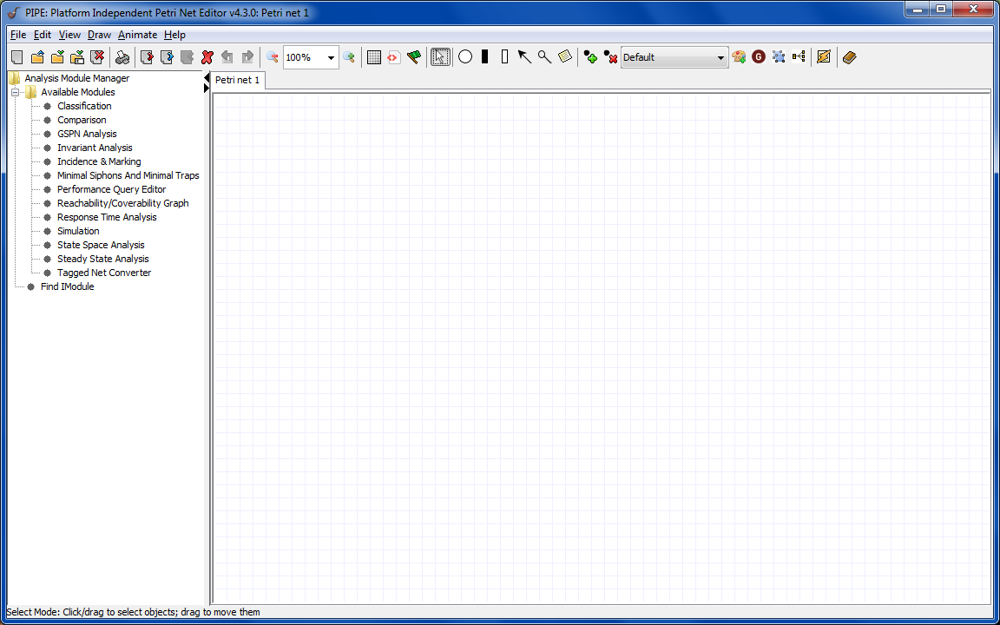 PIPE: Platform Independent Petri Net Editor v4.3.0: Petri net 1
File Edit View Draw Animate Help
100% Default G
Analysis Module Manager
Petri net 1
Available Modules
Classification
Comparison
GSPN Analysis
Invariant Analysis
Incidence & Marking
Minimal Siphons And Minimal Traps
Performance Query Editor
Reachability/Coverability Graph
Response Time Analysis
Simulation
State Space Analysis
Steady State Analysis
Tagged Net Converter
Find IModule
Select Mode: Click/drag to select objects; drag to move them